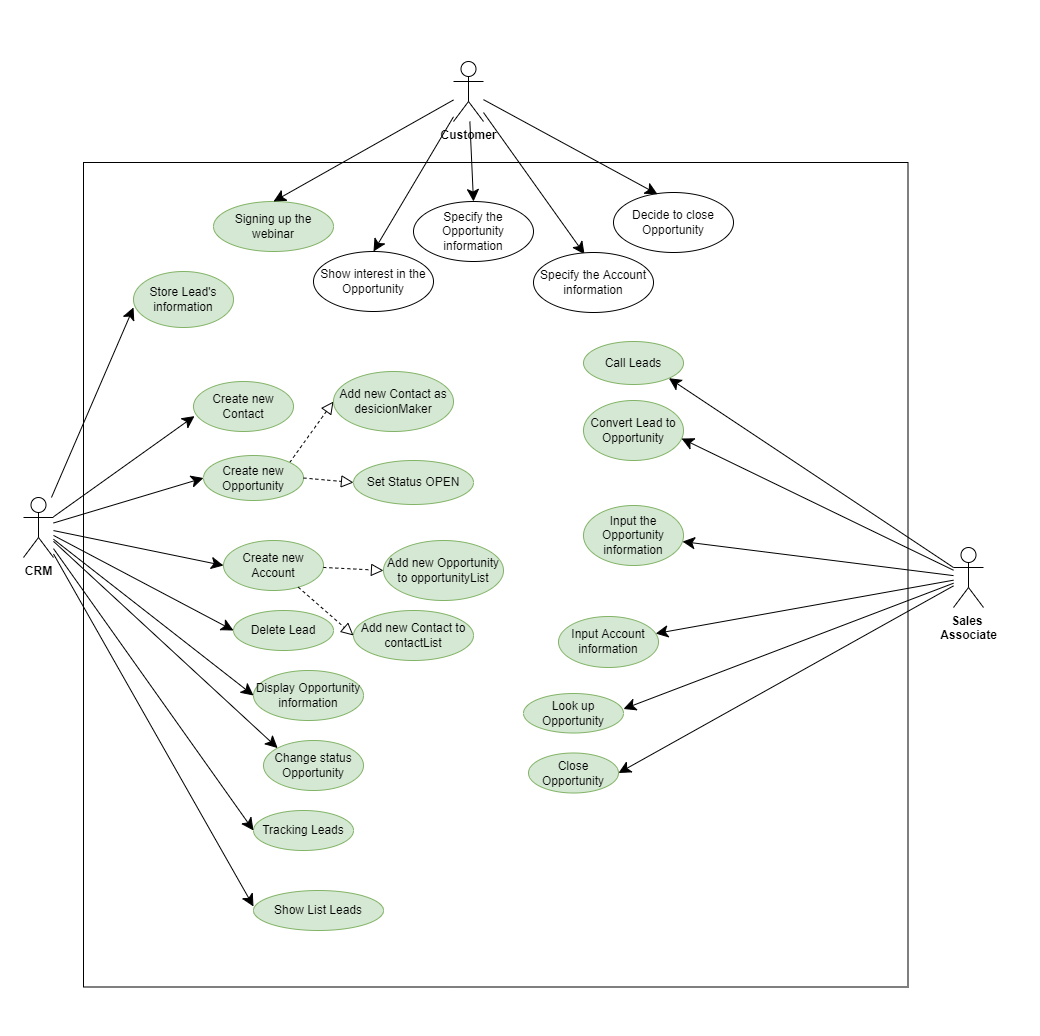 Customer
Signing up the
webinar
Show interest in the
Opportunity
Specify the
Opportunity
information
Specify the Account
information
Decide to close
Opportunity
Store Lead's
information
Create new
Contact
Add new Contact as
desicionMaker
Create new
Opportunity
Set Status OPEN
CRM
Create new
Account
Add new Opportunity
to opportunityList
Delete Lead
Add new Contact to
contactList
Display Opportunity
information
Change status
Opportunity
Tracking Leads
Show List Leads
Call Leads
Convert Lead to
Opportunity
Input the
Opportunity
information
Input Account
information
Look up
Opportunity
Close
Opportunity
Sales
Associate